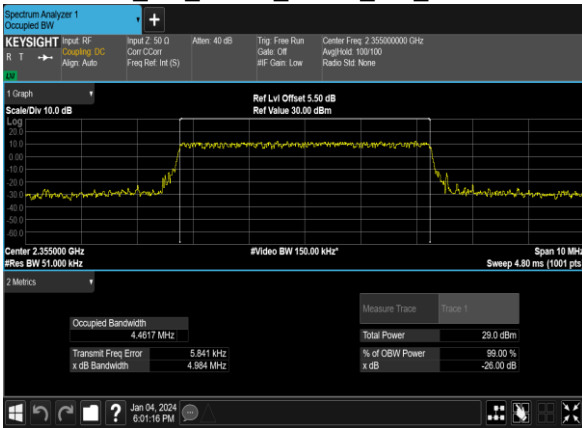 Spectrum Analyzer 1
Occupied BW
+
KEYSIGHT Input: RF Input Z: 50 Ω Atten: 40 dB Trig: Free Run Center Freq: 2.355000000 GHz
R T Coupling: DC Corr CCorr Gate: Off Avg|Hold: 100/100
Align: Auto Freq Ref: Int (S) #IF Gain: Low Radio Std: None
LXI
1 Graph
Ref Lvl Offset 5.50 dB
Scale/Div 10.0 dB Ref Value 30.00 dBm
Log
20.0
10.0
0.00
-10.0
-20.0
-30.0
-40.0
-50.0
-60.0
Center 2.355000 GHz #Video BW 150.00 kHz* Span 10 MHz
#Res BW 51.000 kHz Sweep 4.80 ms (1001 pts
2 Metrics
Measure Trace Trace 1
Occupied Bandwidth
4.4617 MHz Total Power 29.0 dBm
Transmit Freq Error 5.841 kHz % of OBW Power 99.00 %
x dB Bandwidth 4.984 MHz x dB -26.00 dB
? Jan 04, 2024
6:01:16 PM